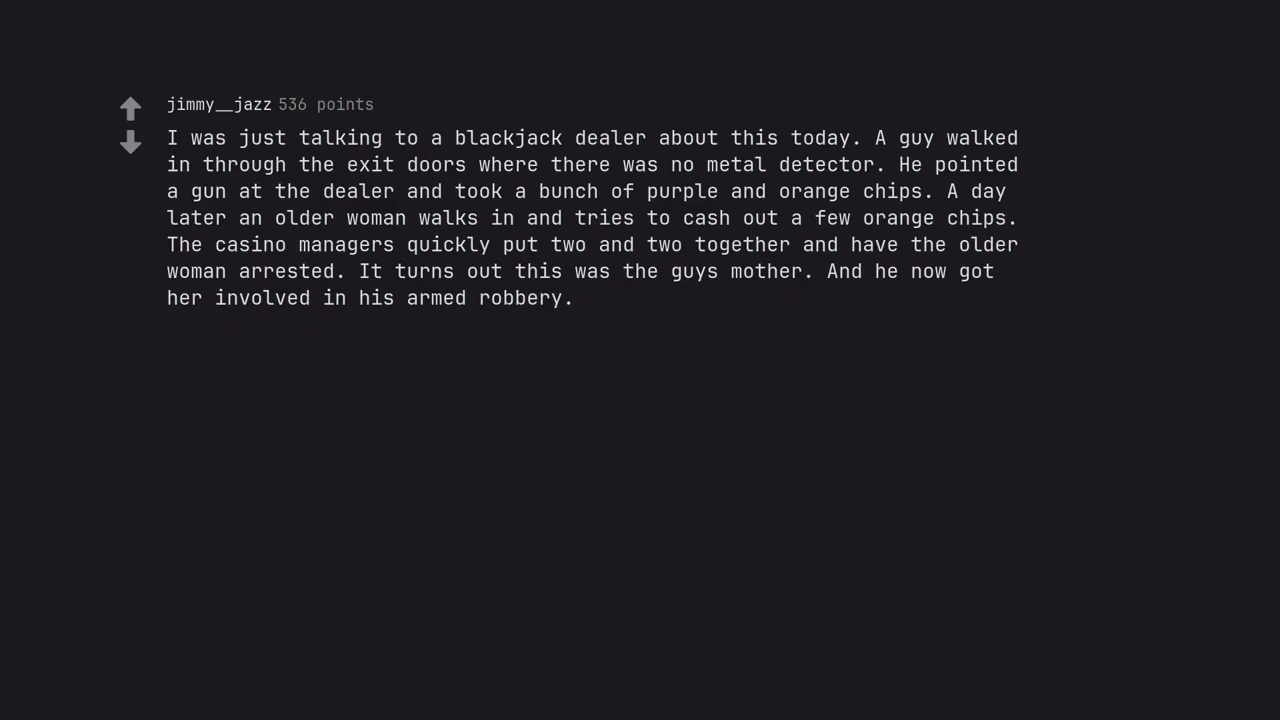 jimmy__jazz 536 points
I was just talking to a blackjack dealer about this today. A guy walked
in through the exit doors where there was no metal detector. He pointed
a gun at the dealer and took a bunch of purple and orange chips. A day
later an older woman walks in and tries to cash out a few orange chips.
The casino managers quickly put two and two together and have the older
woman arrested. It turns out this was the guys mother. And he now got
her involved in his armed robbery.